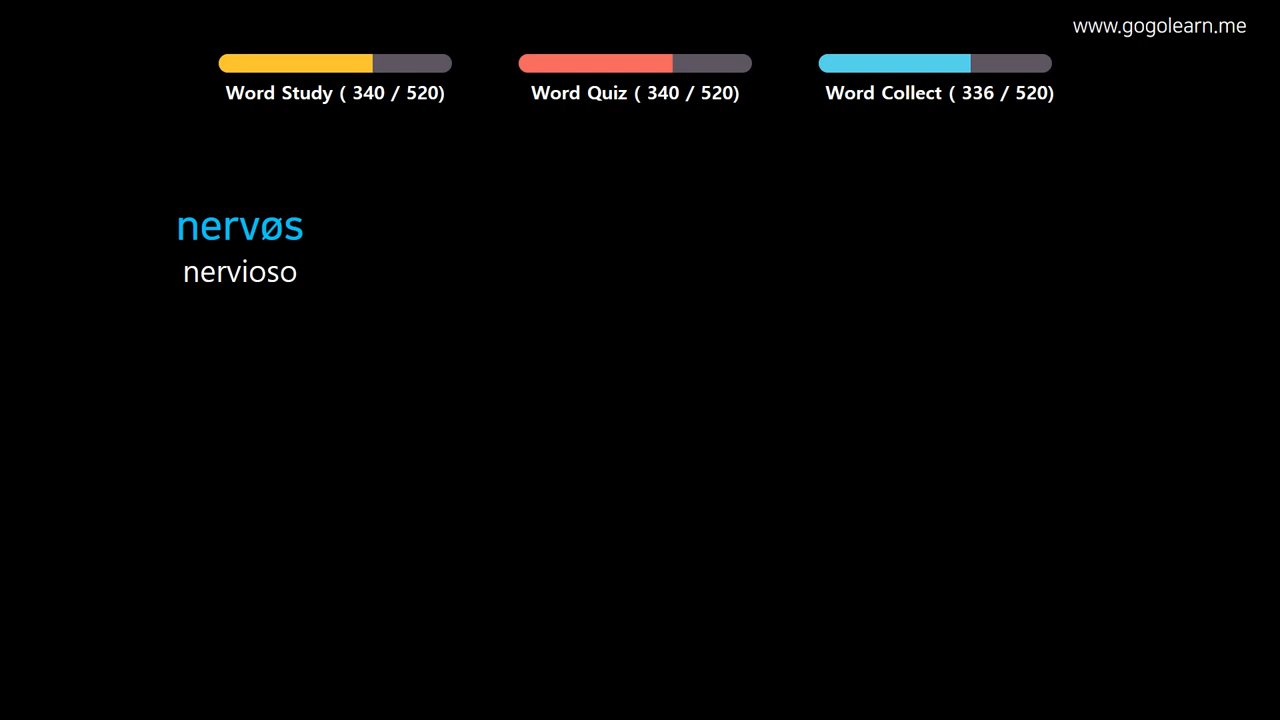 www.gogolearn.me
Word Study ( 340 / 520)
Word Quiz ( 340 / 520)
Word Collect ( 336 / 520)
nervøs
nervioso